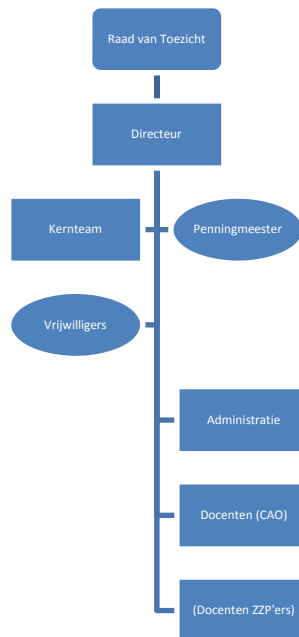 Raad van Toezicht
Directeur
Kernteam
Penningmeester
Vrijwilligers
Administratie
Docenten (CAO)
(Docenten ZZP'ers)